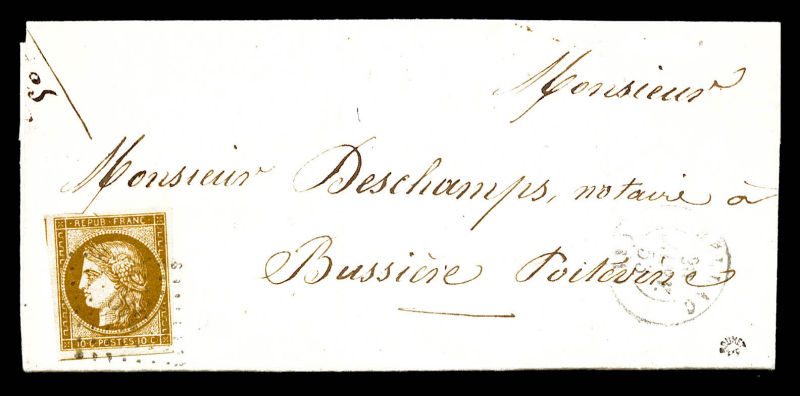 Monsieur
Monsieur Deschamps, notaire à
Bussière Poitevine
REPUB. FRANC.
10 C. POSTES 10 C.